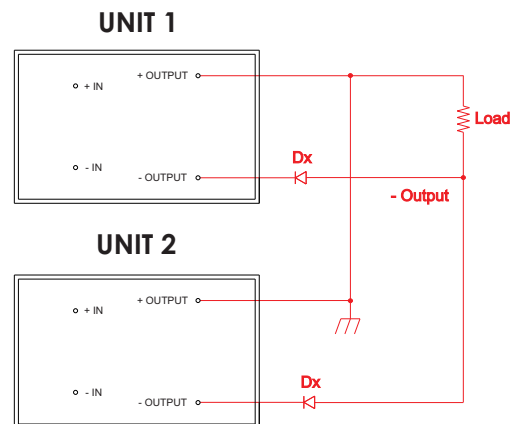 UNIT 1
+ OUTPUT
+ IN
Load
Dx
- IN
- OUTPUT
- Output
UNIT 2
+ OUTPUT
+ IN
Dx
- IN
- OUTPUT